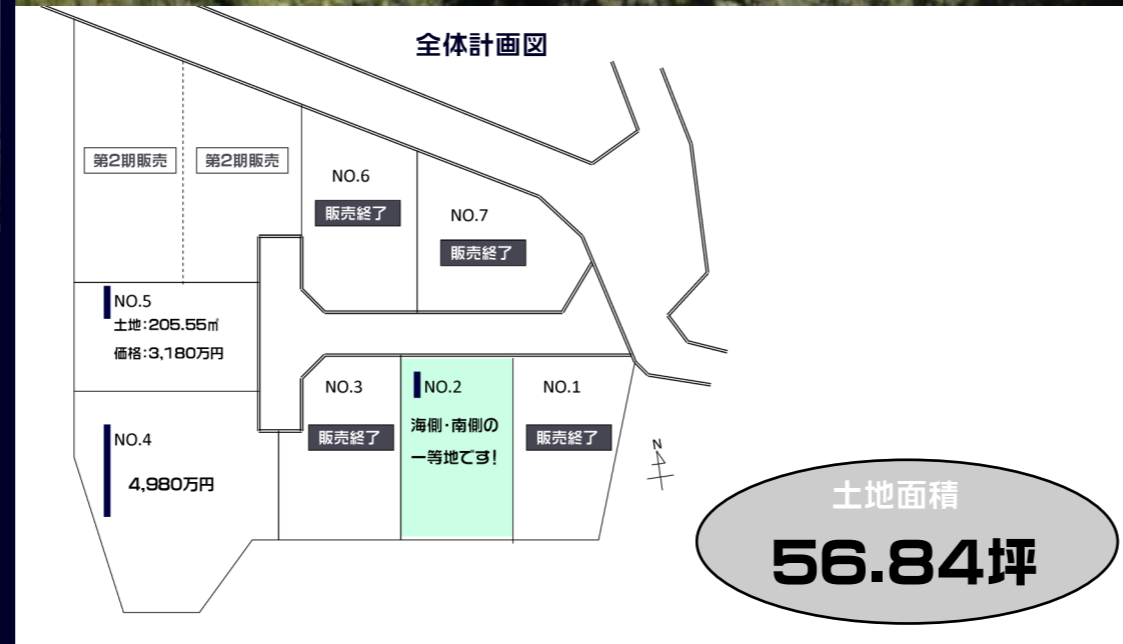 全体計画図
第2期販売
第2期販売
NO.6
販売終了
NO.7
販売終了
NO.5
土地:205.55㎡
価格:3,180万円
NO.3
販売終了
NO.2
海側・南側の
一等地です!
NO.1
販売終了
NO.4
4,980万円
N
土地面積
56.84坪